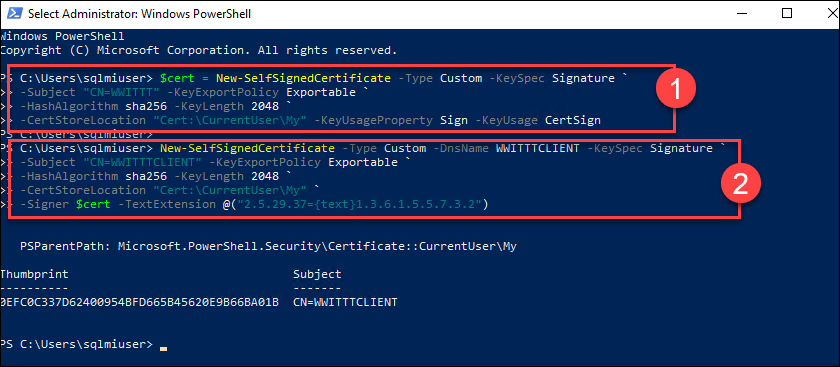 Select Administrator: Windows PowerShell
Windows PowerShell
Copyright (C) Microsoft Corporation. All rights reserved.
PS C:\Users\sqlmiuser> $cert = New-SelfSignedCertificate -Type Custom -KeySpec Signature `
>> -Subject "CN=WWITTT" -KeyExportPolicy Exportable `
>> -HashAlgorithm sha256 -KeyLength 2048 `
>> -CertStoreLocation "Cert:\CurrentUser\My" -KeyUsageProperty Sign -KeyUsage CertSign
1
PS C:\Users\sqlmiuser>
PS C:\Users\sqlmiuser> New-SelfSignedCertificate -Type Custom -DnsName WWITTTCLIENT -KeySpec Signature `
>> -Subject "CN=WWITTTCLIENT" -KeyExportPolicy Exportable `
>> -HashAlgorithm sha256 -KeyLength 2048 `
>> -CertStoreLocation "Cert:\CurrentUser\My" `
>> -Signer $cert -TextExtension @("2.5.29.37={text}1.3.6.1.5.5.7.3.2")
2
PSParentPath: Microsoft.PowerShell.Security\Certificate::CurrentUser\My
Thumbprint Subject
---------- -------
0EFC0C337D62400954BFD665B45620E9B66BA01B CN=WWITTTCLIENT
PS C:\Users\sqlmiuser>